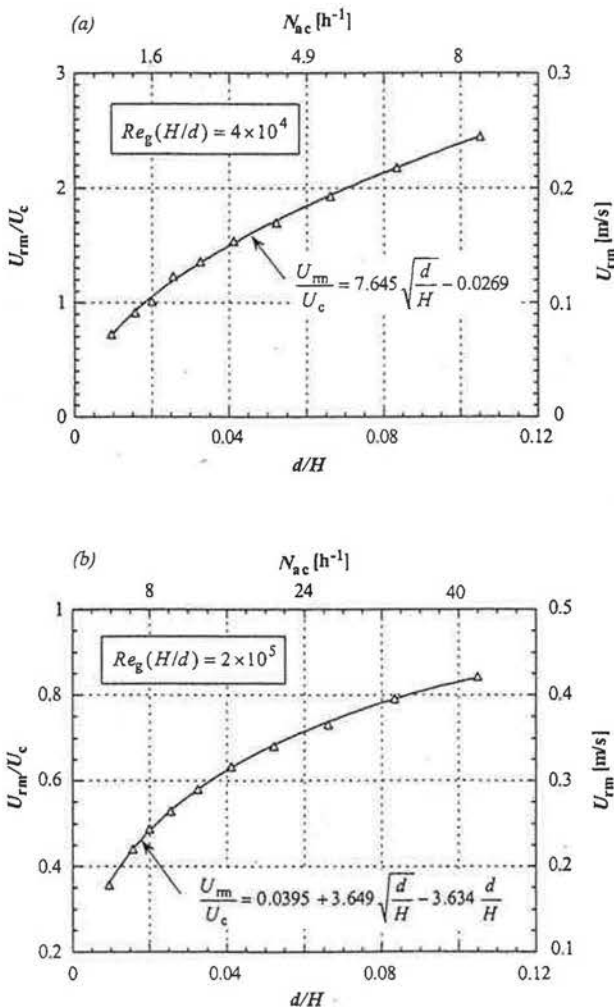 (a)
N_ac [h⁻¹]
1.6 4.9 8
3 0.3
Re_g (H/d) = 4×10⁴
2 0.2
U_rm/U_c
U_rm [m/s]
U_rm/U_c = 7.645 √(d/H) − 0.0269
1 0.1
0 0
0 0.04 0.08 0.12
d/H
(b)
N_ac [h⁻¹]
8 24 40
1 0.5
Re_g (H/d) = 2×10⁵
0.8 0.4
U_rm/U_c
U_rm [m/s]
0.6 0.3
0.4 0.2
U_rm/U_c = 0.0395 + 3.649 √(d/H) − 3.634 d/H
0.2 0.1
0 0.04 0.08 0.12
d/H